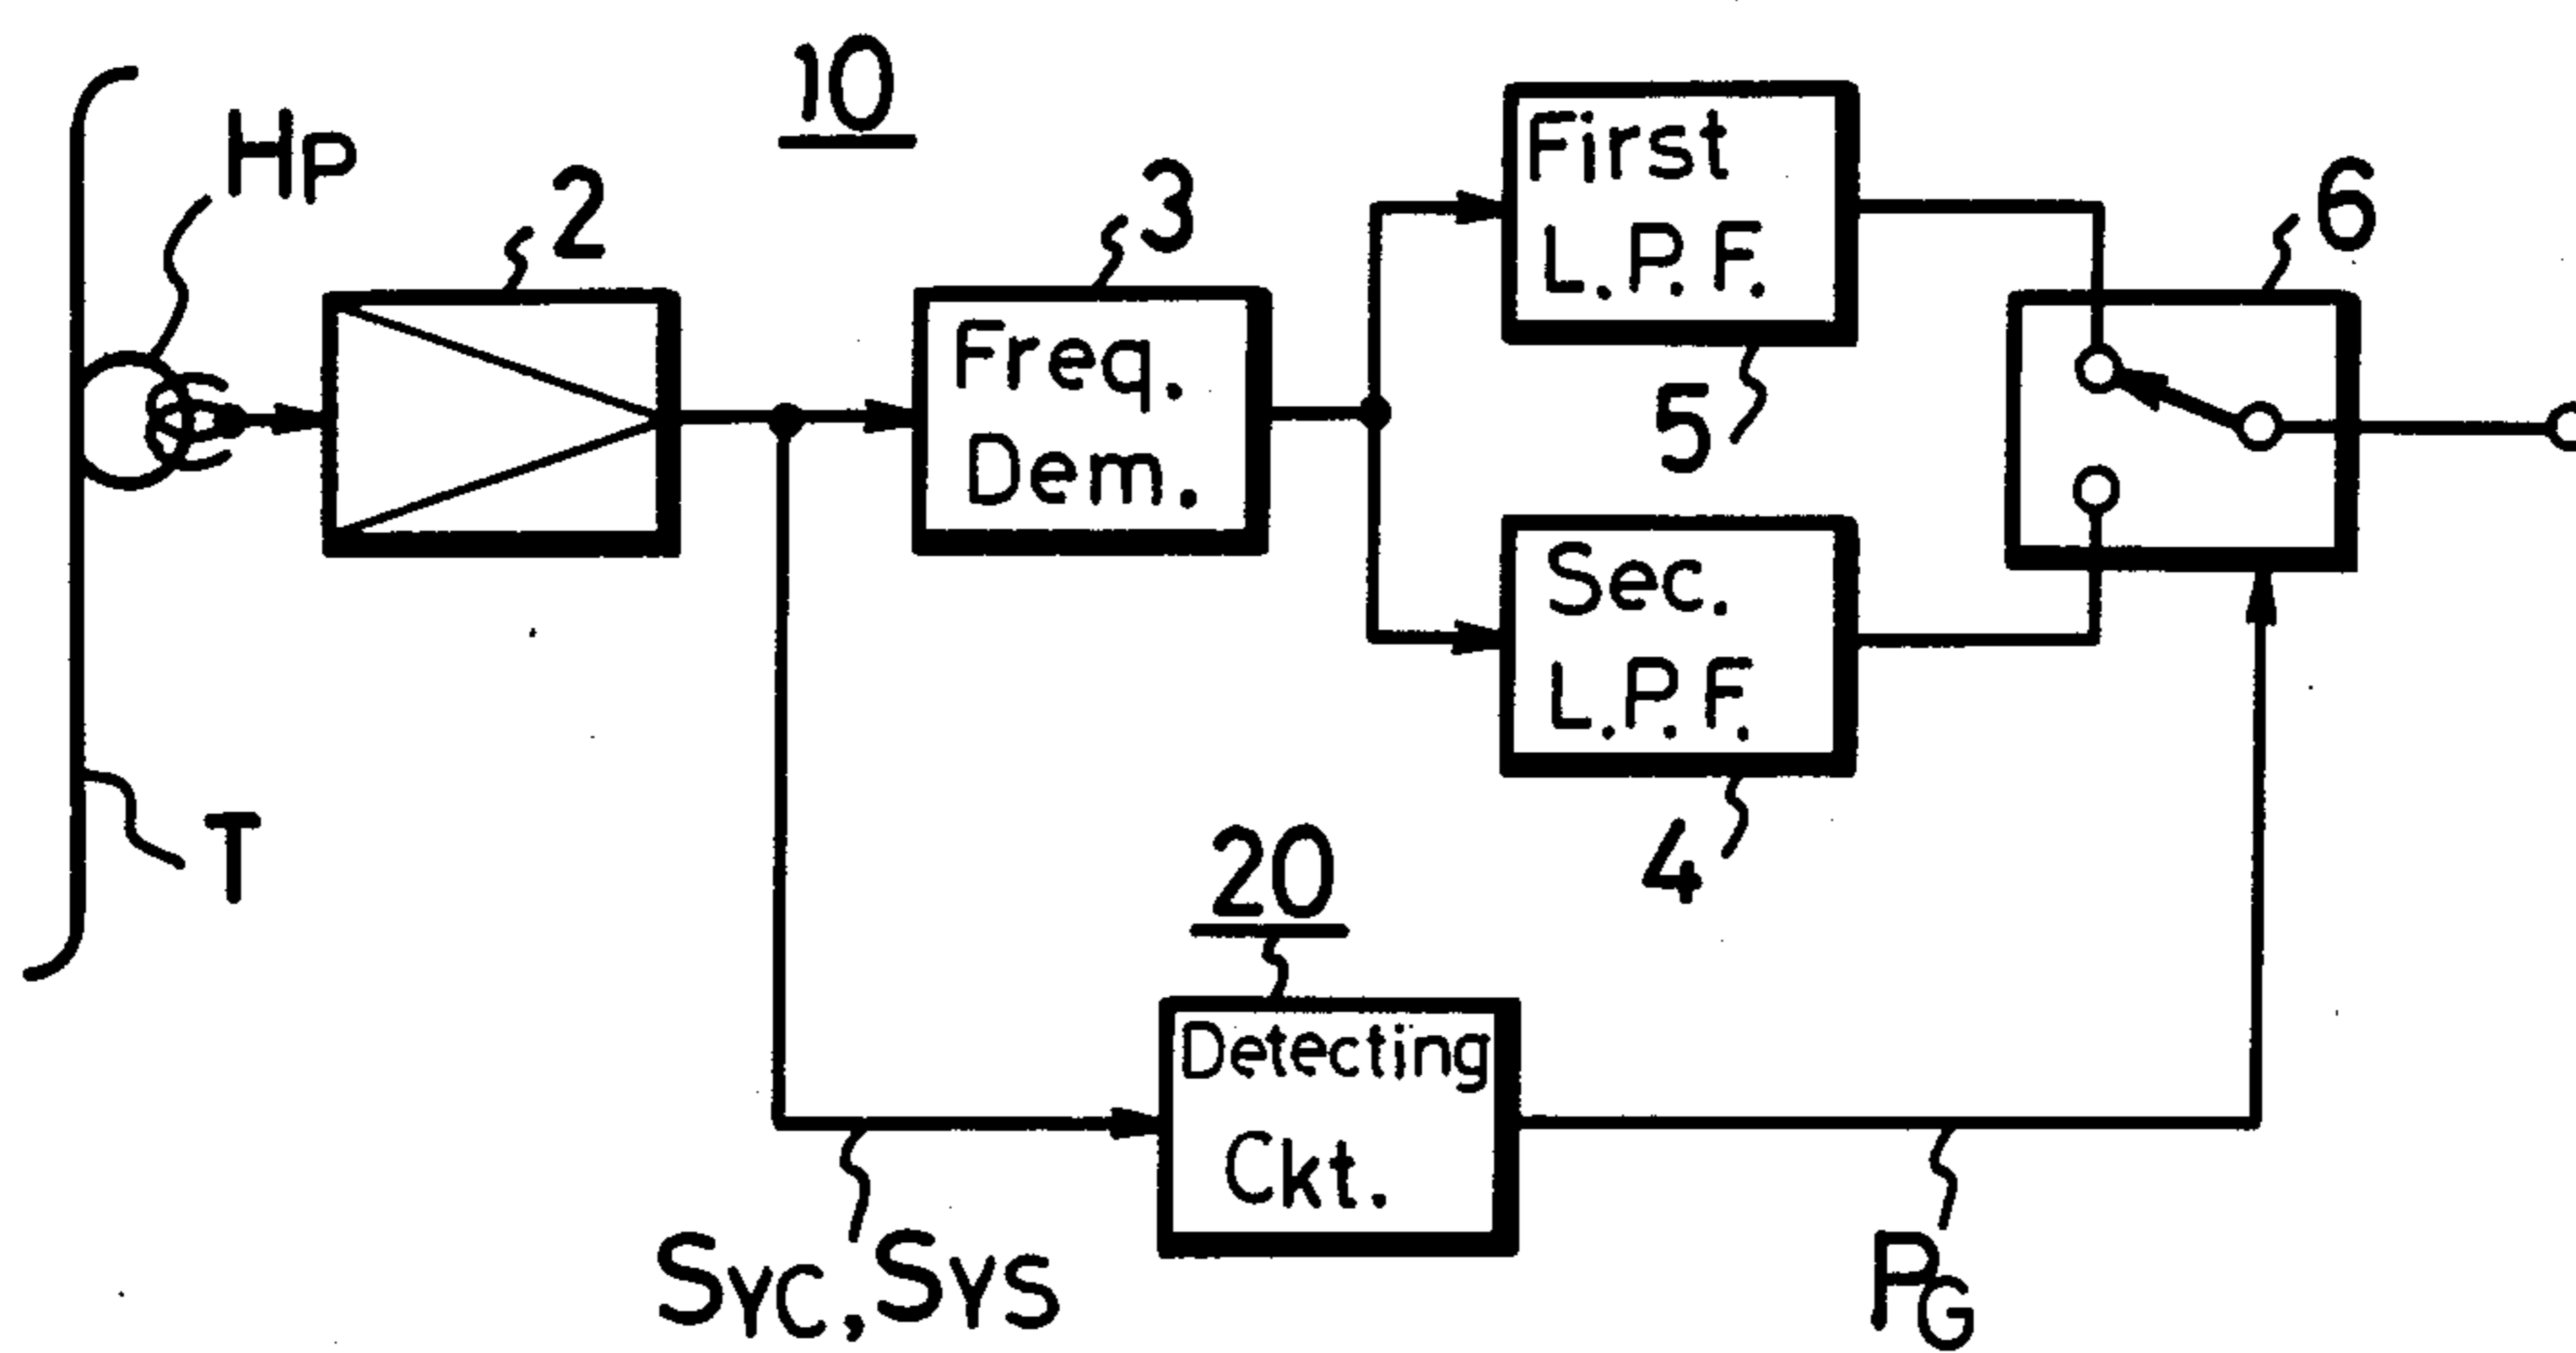 10
HP
2
3
First
L.P.F.
6
Freq.
Dem.
5
Sec.
L.P.F.
T
20
4
Detecting
Ckt.
SYC, SYS
PG